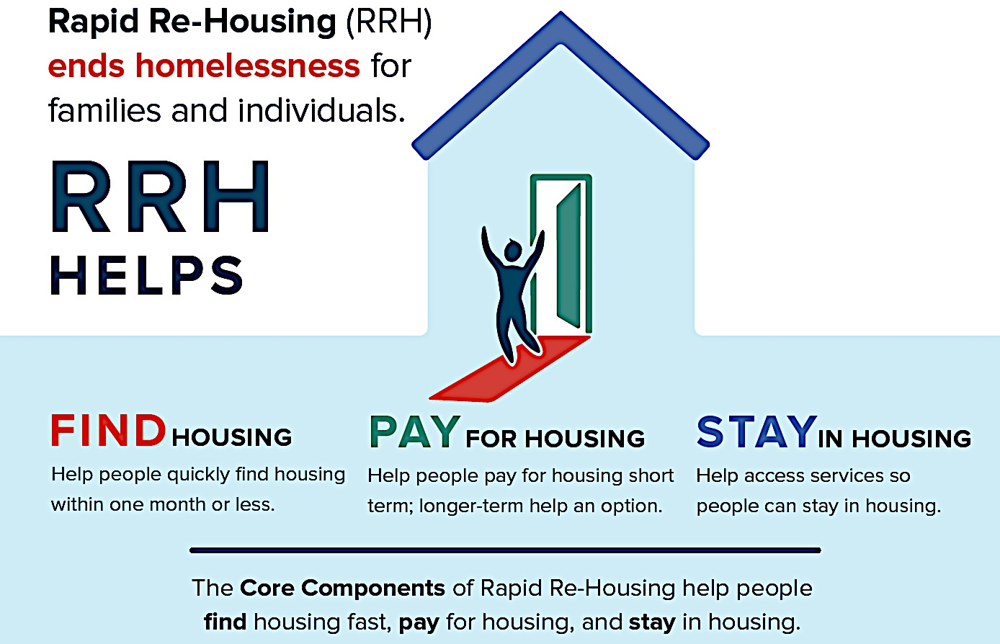 Rapid Re-Housing (RRH)
ends homelessness for
families and individuals.
RRH
HELPS
FIND HOUSING
Help people quickly find housing
within one month or less.
PAY FOR HOUSING
Help people pay for housing short
term; longer-term help an option.
STAY IN HOUSING
Help access services so
people can stay in housing.
The Core Components of Rapid Re-Housing help people
find housing fast, pay for housing, and stay in housing.